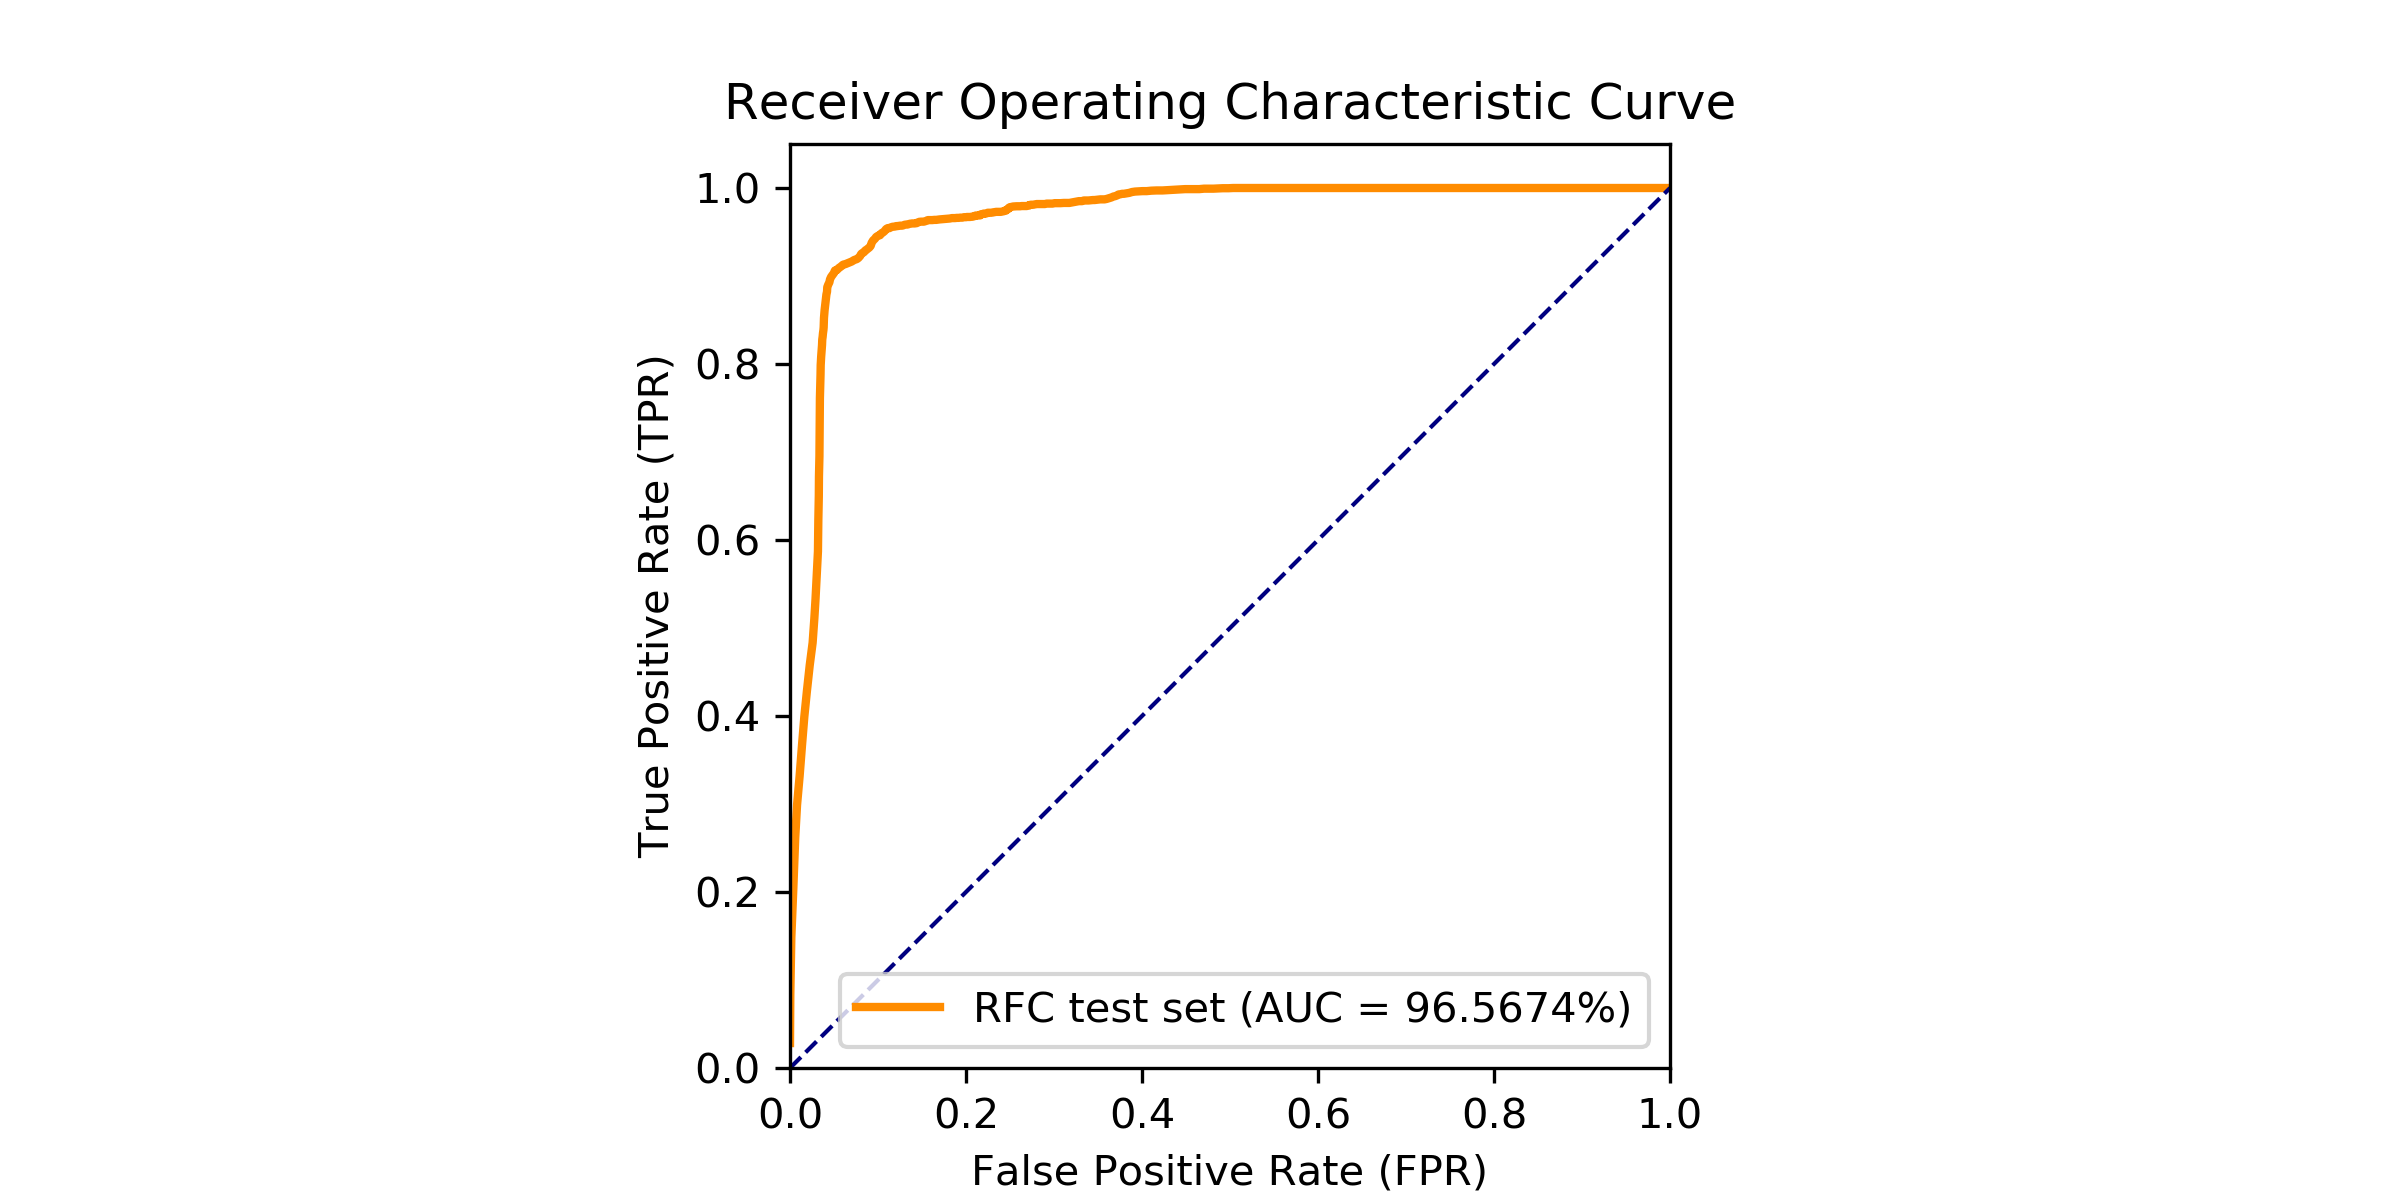 Receiver Operating Characteristic Curve
True Positive Rate (TPR)
1.0
0.8
0.6
0.4
0.2
0.0
RFC test set (AUC = 96.5674%)
0.0 0.2 0.4 0.6 0.8 1.0
False Positive Rate (FPR)